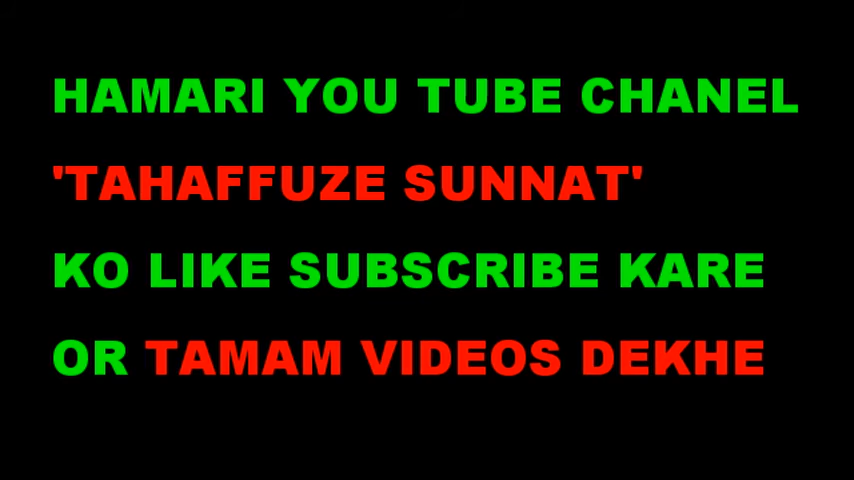 HAMARI YOU TUBE CHANEL
'TAHAFFUZE SUNNAT'
KO LIKE SUBSCRIBE KARE
OR TAMAM VIDEOS DEKHE